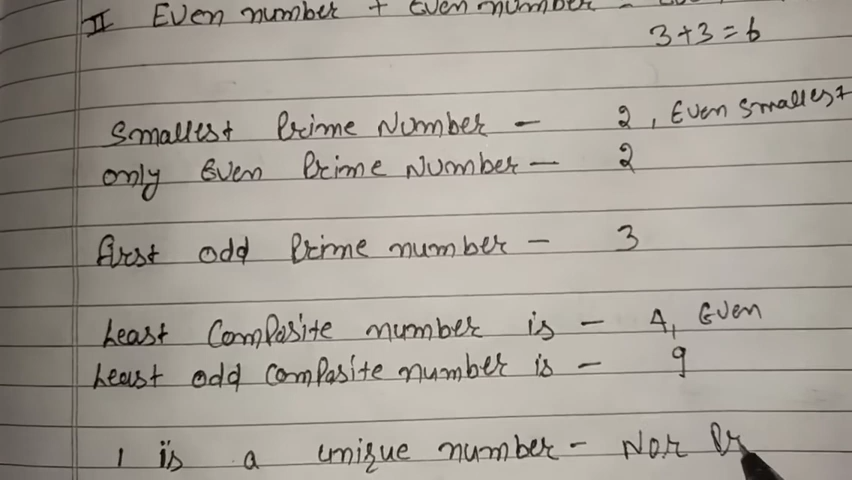 II Even number + Even number -
3+3=6
Smallest Prime Number - 2, Even Smallest
only Even Prime Number - 2
first odd Prime number - 3
Least Composite number is - 4, Even
Least odd composite number is - 9
1 is a unique number - Nor Pr